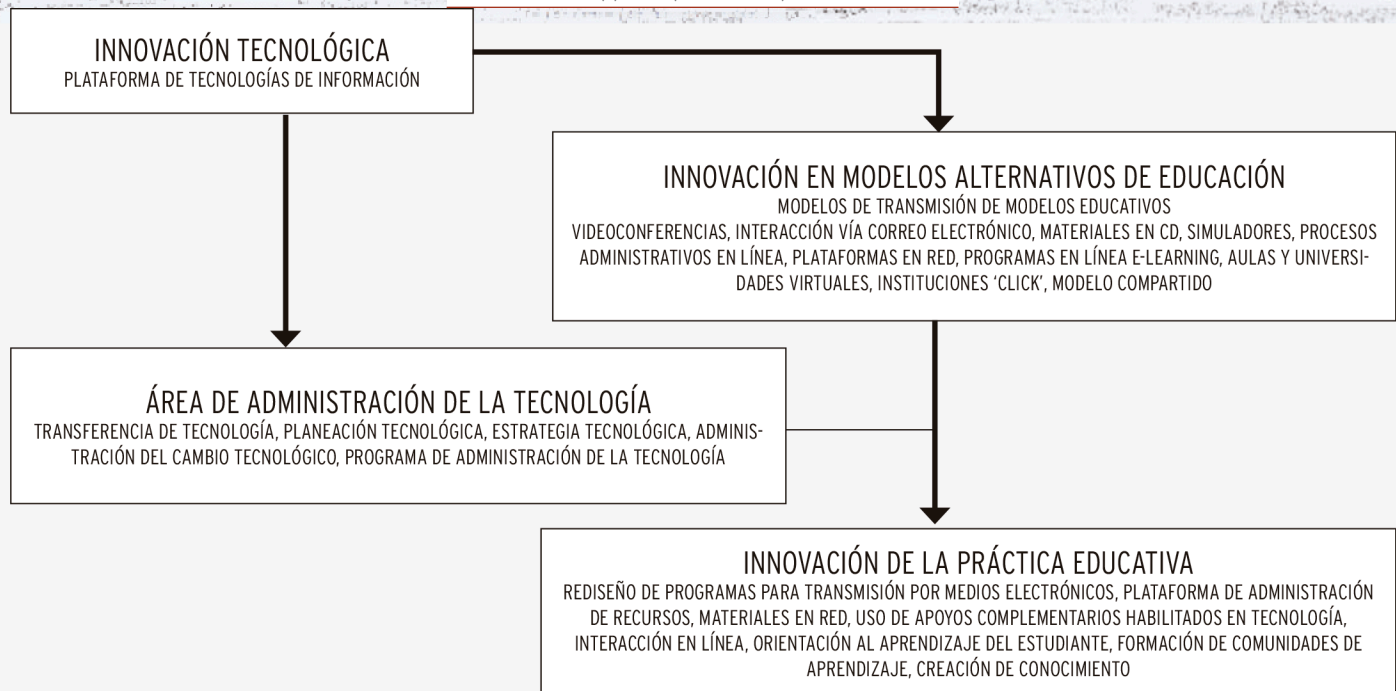 INNOVACIÓN TECNOLÓGICA
PLATAFORMA DE TECNOLOGÍAS DE INFORMACIÓN
INNOVACIÓN EN MODELOS ALTERNATIVOS DE EDUCACIÓN
MODELOS DE TRANSMISIÓN DE MODELOS EDUCATIVOS
VIDEOCONFERENCIAS, INTERACCIÓN VÍA CORREO ELECTRÓNICO, MATERIALES EN CD, SIMULADORES, PROCESOS
ADMINISTRATIVOS EN LÍNEA, PLATAFORMAS EN RED, PROGRAMAS EN LÍNEA E-LEARNING, AULAS Y UNIVERSI-
DADES VIRTUALES, INSTITUCIONES ‘CLICK’, MODELO COMPARTIDO
ÁREA DE ADMINISTRACIÓN DE LA TECNOLOGÍA
TRANSFERENCIA DE TECNOLOGÍA, PLANEACIÓN TECNOLÓGICA, ESTRATEGIA TECNOLÓGICA, ADMINIS-
TRACIÓN DEL CAMBIO TECNOLÓGICO, PROGRAMA DE ADMINISTRACIÓN DE LA TECNOLOGÍA
INNOVACIÓN DE LA PRÁCTICA EDUCATIVA
REDISEÑO DE PROGRAMAS PARA TRANSMISIÓN POR MEDIOS ELECTRÓNICOS, PLATAFORMA DE ADMINISTRACIÓN
DE RECURSOS, MATERIALES EN RED, USO DE APOYOS COMPLEMENTARIOS HABILITADOS EN TECNOLOGÍA,
INTERACCIÓN EN LÍNEA, ORIENTACIÓN AL APRENDIZAJE DEL ESTUDIANTE, FORMACIÓN DE COMUNIDADES DE
APRENDIZAJE, CREACIÓN DE CONOCIMIENTO